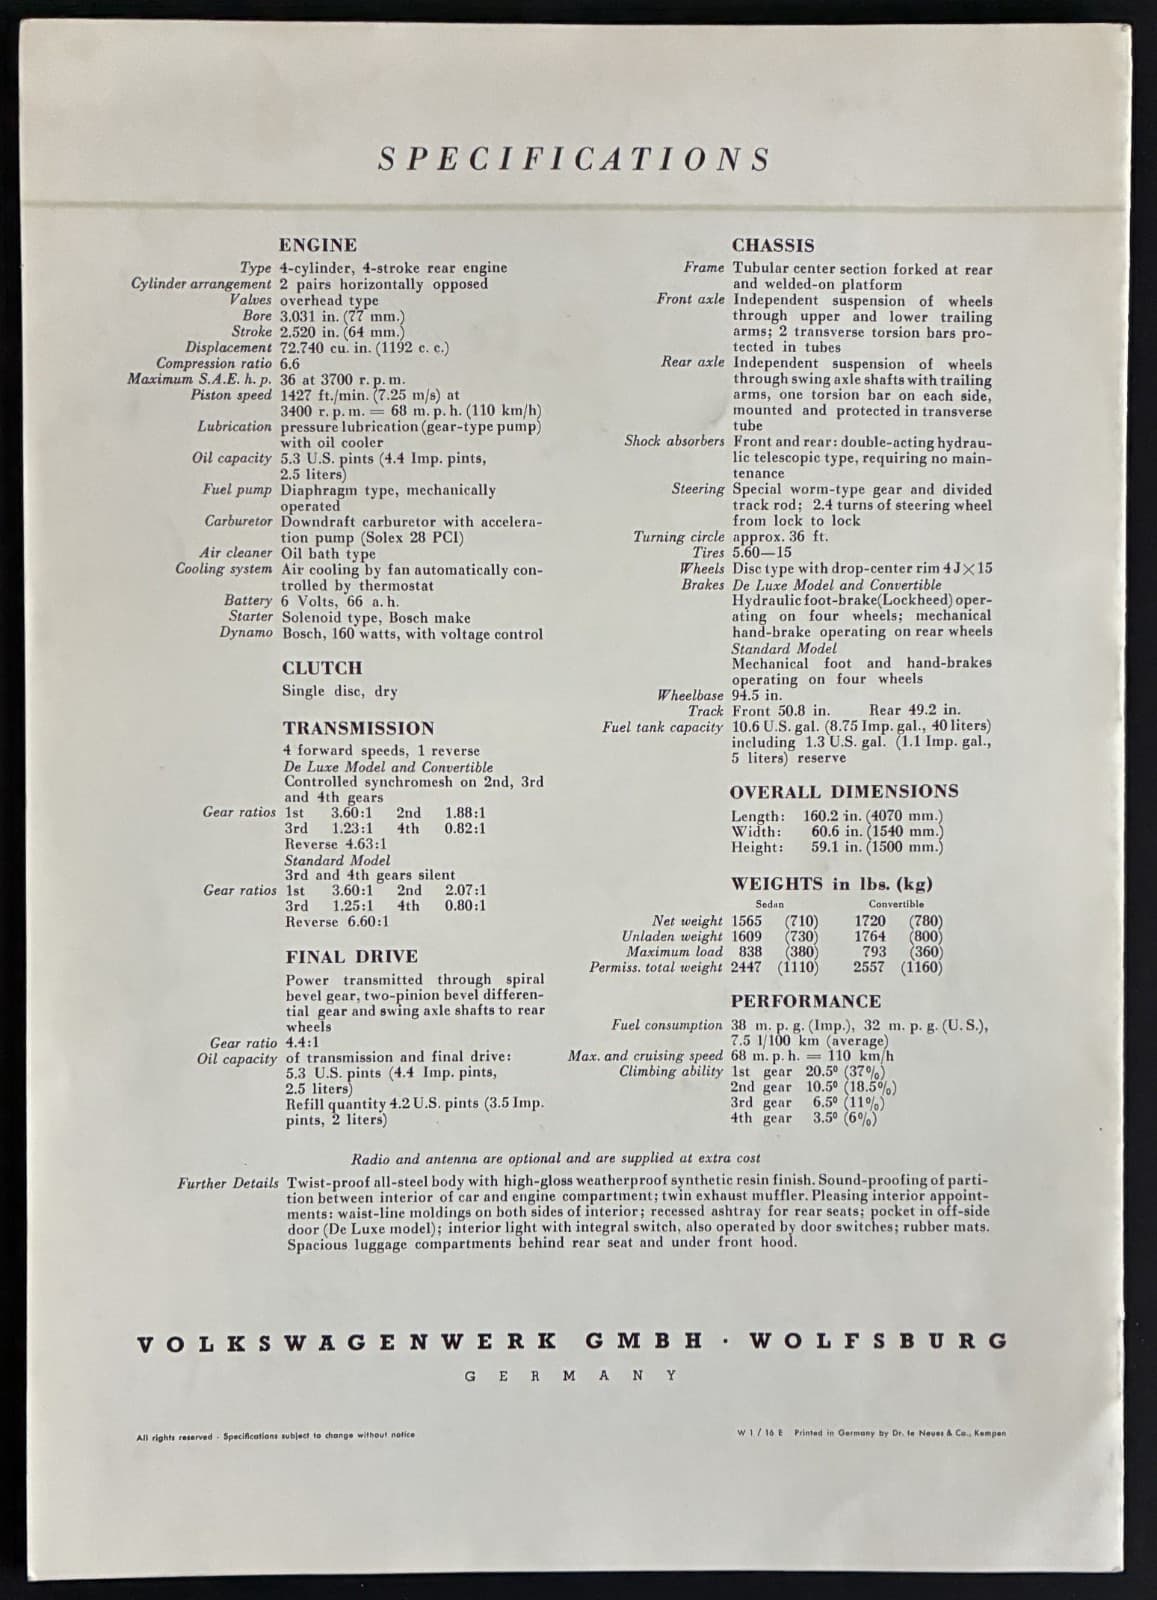 SPECIFICATIONS
ENGINE
Type 4-cylinder, 4-stroke rear engine
Cylinder arrangement 2 pairs horizontally opposed
Valves overhead type
Bore 3.031 in. (77 mm.)
Stroke 2.520 in. (64 mm.)
Displacement 72.740 cu. in. (1192 c. c.)
Compression ratio 6.6
Maximum S.A.E. h. p. 36 at 3700 r. p. m.
Piston speed 1427 ft./min. (7.25 m/s) at
3400 r. p. m. = 68 m. p. h. (110 km/h)
Lubrication pressure lubrication (gear-type pump)
with oil cooler
Oil capacity 5.3 U.S. pints (4.4 Imp. pints,
2.5 liters)
Fuel pump Diaphragm type, mechanically
operated
Carburetor Downdraft carburetor with accelera-
tion pump (Solex 28 PCI)
Air cleaner Oil bath type
Cooling system Air cooling by fan automatically con-
trolled by thermostat
Battery 6 Volts, 66 a. h.
Starter Solenoid type, Bosch make
Dynamo Bosch, 160 watts, with voltage control
CLUTCH
Single disc, dry
TRANSMISSION
4 forward speeds, 1 reverse
De Luxe Model and Convertible
Controlled synchromesh on 2nd, 3rd
and 4th gears
Gear ratios 1st 3.60:1 2nd 1.88:1
3rd 1.23:1 4th 0.82:1
Reverse 4.63:1
Standard Model
3rd and 4th gears silent
Gear ratios 1st 3.60:1 2nd 2.07:1
3rd 1.25:1 4th 0.80:1
Reverse 6.60:1
FINAL DRIVE
Power transmitted through spiral
bevel gear, two-pinion bevel differen-
tial gear and swing axle shafts to rear
wheels
Gear ratio 4.4:1
Oil capacity of transmission and final drive:
5.3 U.S. pints (4.4 Imp. pints,
2.5 liters)
Refill quantity 4.2 U.S. pints (3.5 Imp.
pints, 2 liters)
CHASSIS
Frame Tubular center section forked at rear
and welded-on platform
Front axle Independent suspension of wheels
through upper and lower trailing
arms; 2 transverse torsion bars pro-
tected in tubes
Rear axle Independent suspension of wheels
through swing axle shafts with trailing
arms, one torsion bar on each side,
mounted and protected in transverse
tube
Shock absorbers Front and rear: double-acting hydrau-
lic telescopic type, requiring no main-
tenance
Steering Special worm-type gear and divided
track rod; 2.4 turns of steering wheel
from lock to lock
Turning circle approx. 36 ft.
Tires 5.60—15
Wheels Disc type with drop-center rim 4 J×15
Brakes De Luxe Model and Convertible
Hydraulic foot-brake (Lockheed) oper-
ating on four wheels; mechanical
hand-brake operating on rear wheels
Standard Model
Mechanical foot and hand-brakes
operating on four wheels
Wheelbase 94.5 in.
Track Front 50.8 in. Rear 49.2 in.
Fuel tank capacity 10.6 U.S. gal. (8.75 Imp. gal., 40 liters)
including 1.3 U.S. gal. (1.1 Imp. gal.,
5 liters) reserve
OVERALL DIMENSIONS
Length: 160.2 in. (4070 mm.)
Width: 60.6 in. (1540 mm.)
Height: 59.1 in. (1500 mm.)
WEIGHTS in lbs. (kg)
Sedan Convertible
Net weight 1565 (710) 1720 (780)
Unladen weight 1609 (730) 1764 (800)
Maximum load 838 (380) 793 (360)
Permiss. total weight 2447 (1110) 2557 (1160)
PERFORMANCE
Fuel consumption 38 m. p. g. (Imp.), 32 m. p. g. (U. S.),
7.5 l/100 km (average)
Max. and cruising speed 68 m. p. h. = 110 km/h
Climbing ability 1st gear 20.5° (37%)
2nd gear 10.5° (18.5%)
3rd gear 6.5° (11%)
4th gear 3.5° (6%)
Radio and antenna are optional and are supplied at extra cost
Further Details Twist-proof all-steel body with high-gloss weatherproof synthetic resin finish. Sound-proofing of parti-
tion between interior of car and engine compartment; twin exhaust muffler. Pleasing interior appoint-
ments: waist-line moldings on both sides of interior; recessed ashtray for rear seats; pocket in off-side
door (De Luxe model); interior light with integral switch, also operated by door switches; rubber mats.
Spacious luggage compartments behind rear seat and under front hood.
VOLKSWAGENWERK GMBH · WOLFSBURG
GERMANY
All rights reserved - Specifications subject to change without notice
W 1 / 16 E Printed in Germany by Dr. te Neues & Co., Kempen